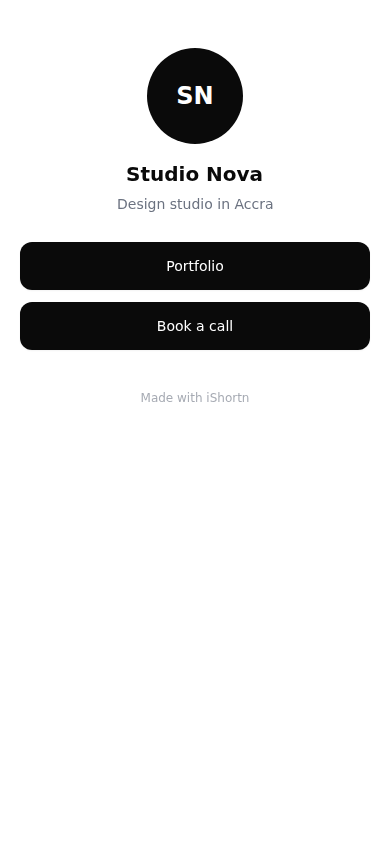 SN
Studio Nova
Design studio in Accra
Portfolio
Book a call
Made with iShortn